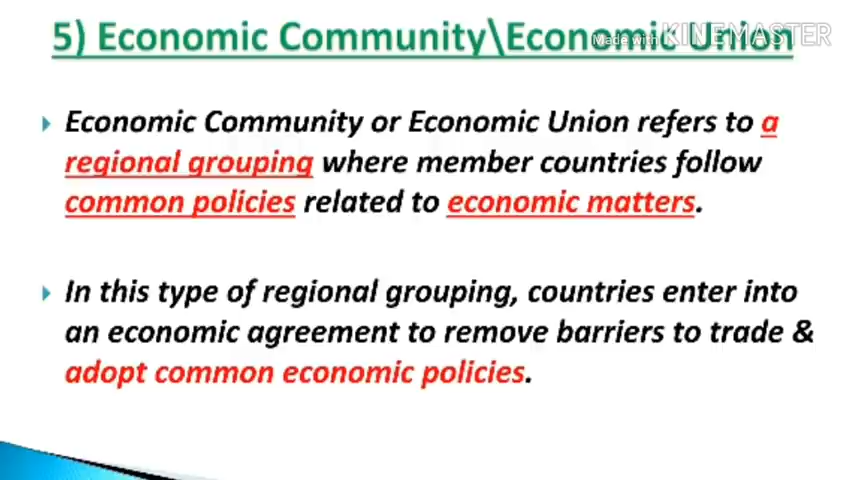 5) Economic Community\Economic Union
Made with KINEMASTER
Economic Community or Economic Union refers to a
regional grouping where member countries follow
common policies related to economic matters.
In this type of regional grouping, countries enter into
an economic agreement to remove barriers to trade &
adopt common economic policies.